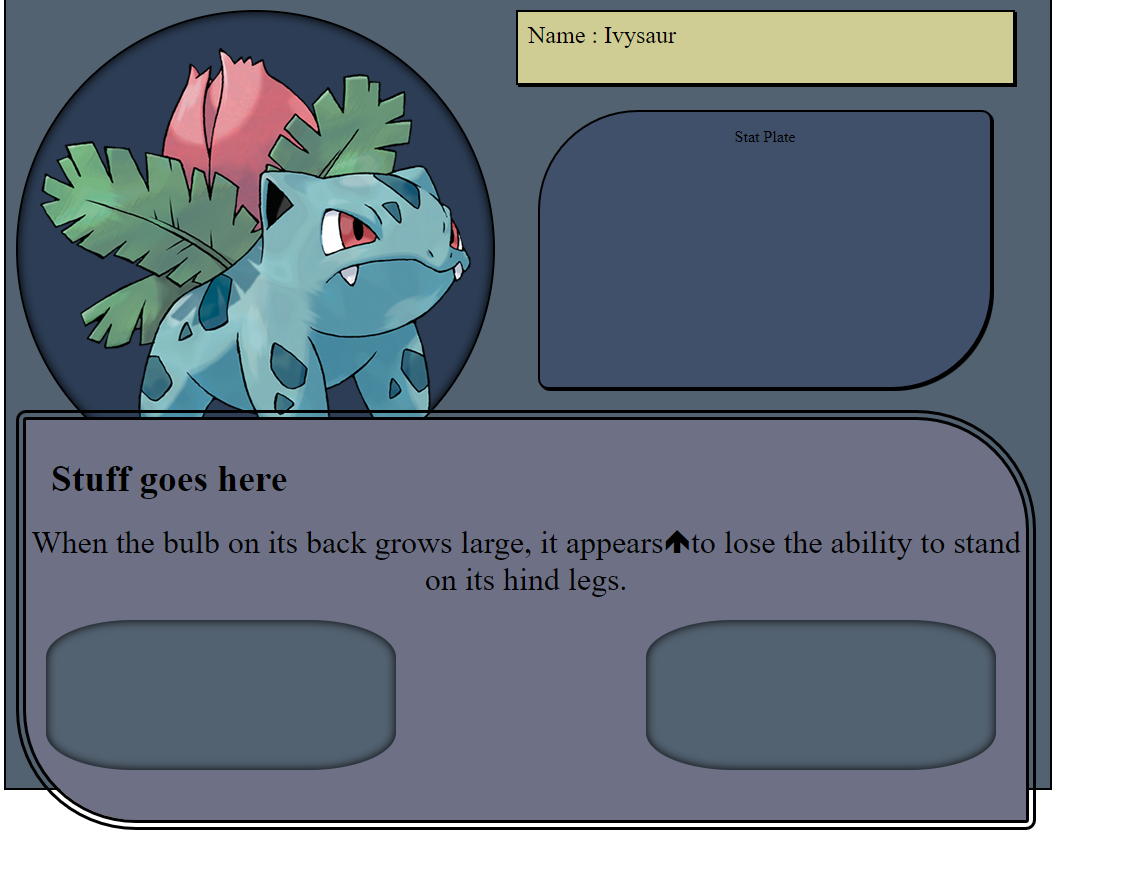 Name : Ivysaur
Stat Plate
Stuff goes here
When the bulb on its back grows large, it appears🡹to lose the ability to stand
on its hind legs.